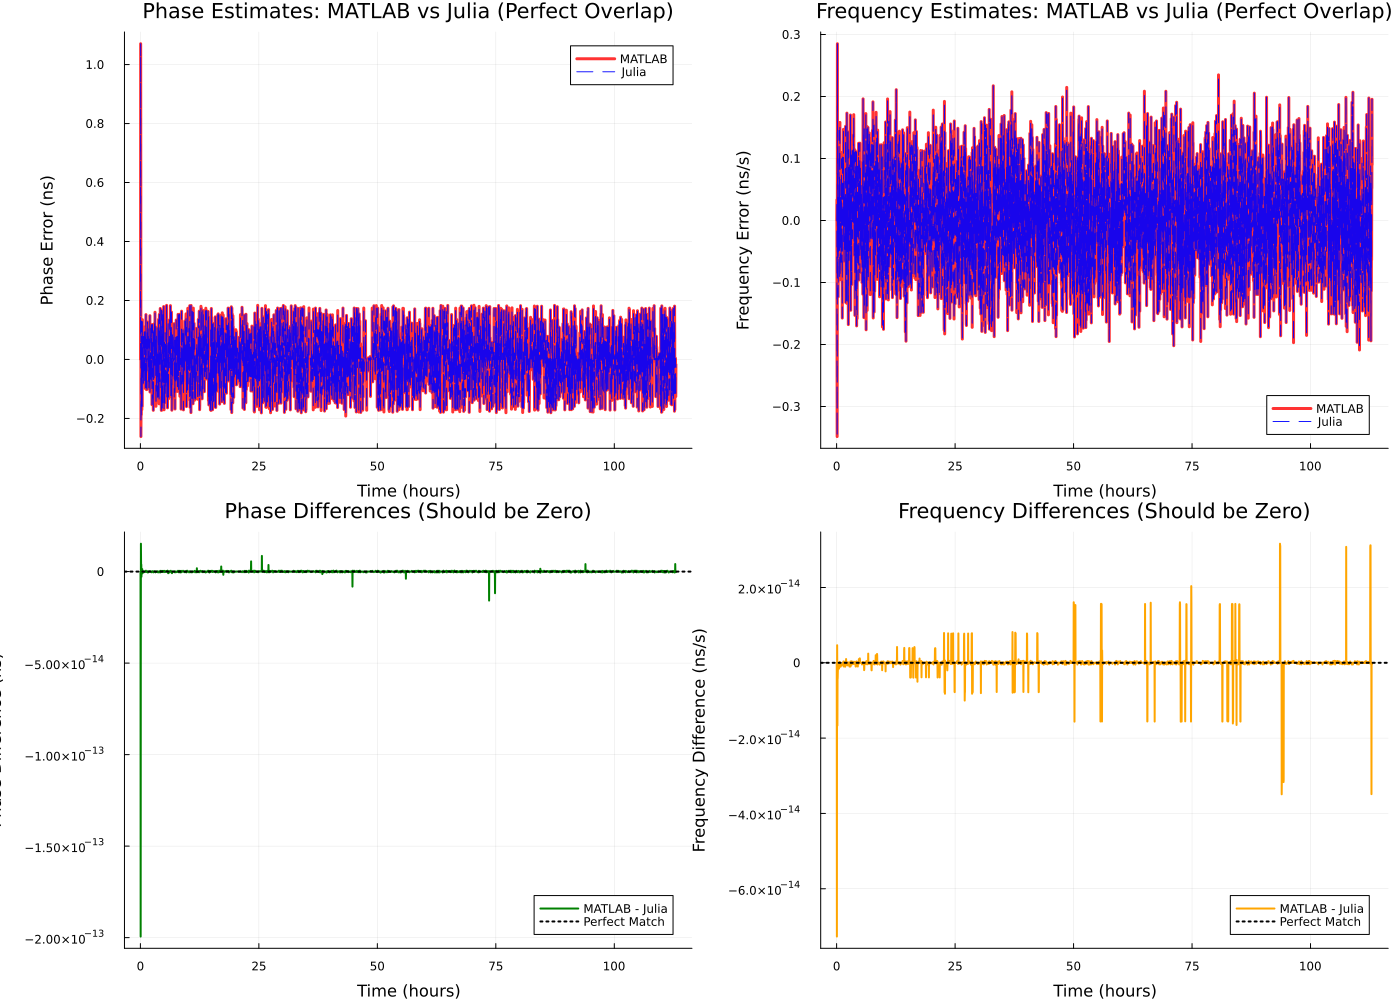 Phase Estimates: MATLAB vs Julia (Perfect Overlap)
Phase Error (ns)
1.0
0.8
0.6
0.4
0.2
0.0
−0.2
MATLAB
Julia
0
25
50
75
100
Time (hours)
Frequency Estimates: MATLAB vs Julia (Perfect Overlap)
Frequency Error (ns/s)
0.3
0.2
0.1
0.0
−0.1
−0.2
−0.3
MATLAB
Julia
0
25
50
75
100
Time (hours)
Phase Differences (Should be Zero)
0
−5.00×10⁻¹⁴
−1.00×10⁻¹³
−1.50×10⁻¹³
−2.00×10⁻¹³
MATLAB - Julia
Perfect Match
0
25
50
75
100
Time (hours)
Frequency Differences (Should be Zero)
Frequency Difference (ns/s)
2.0×10⁻¹⁴
0
−2.0×10⁻¹⁴
−4.0×10⁻¹⁴
−6.0×10⁻¹⁴
MATLAB - Julia
Perfect Match
0
25
50
75
100
Time (hours)